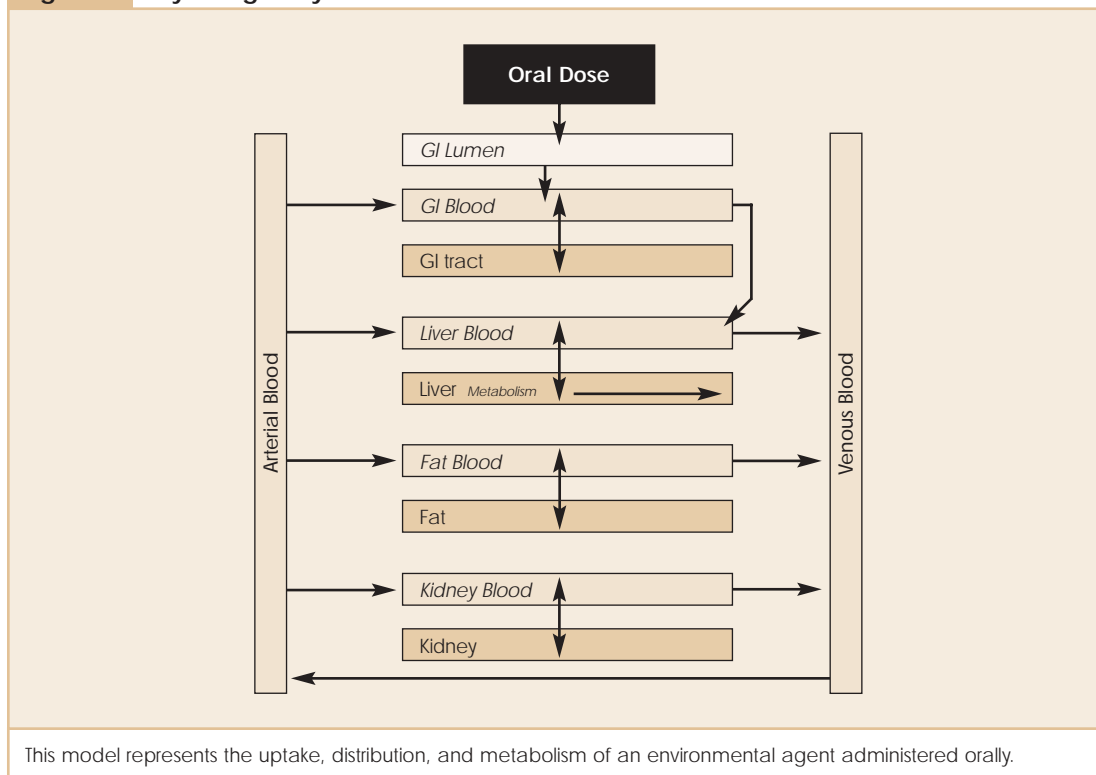 Oral Dose
GI Lumen
GI Blood
GI tract
Liver Blood
Liver Metabolism
Fat Blood
Fat
Kidney Blood
Kidney
Arterial Blood
Venous Blood
This model represents the uptake, distribution, and metabolism of an environmental agent administered orally.